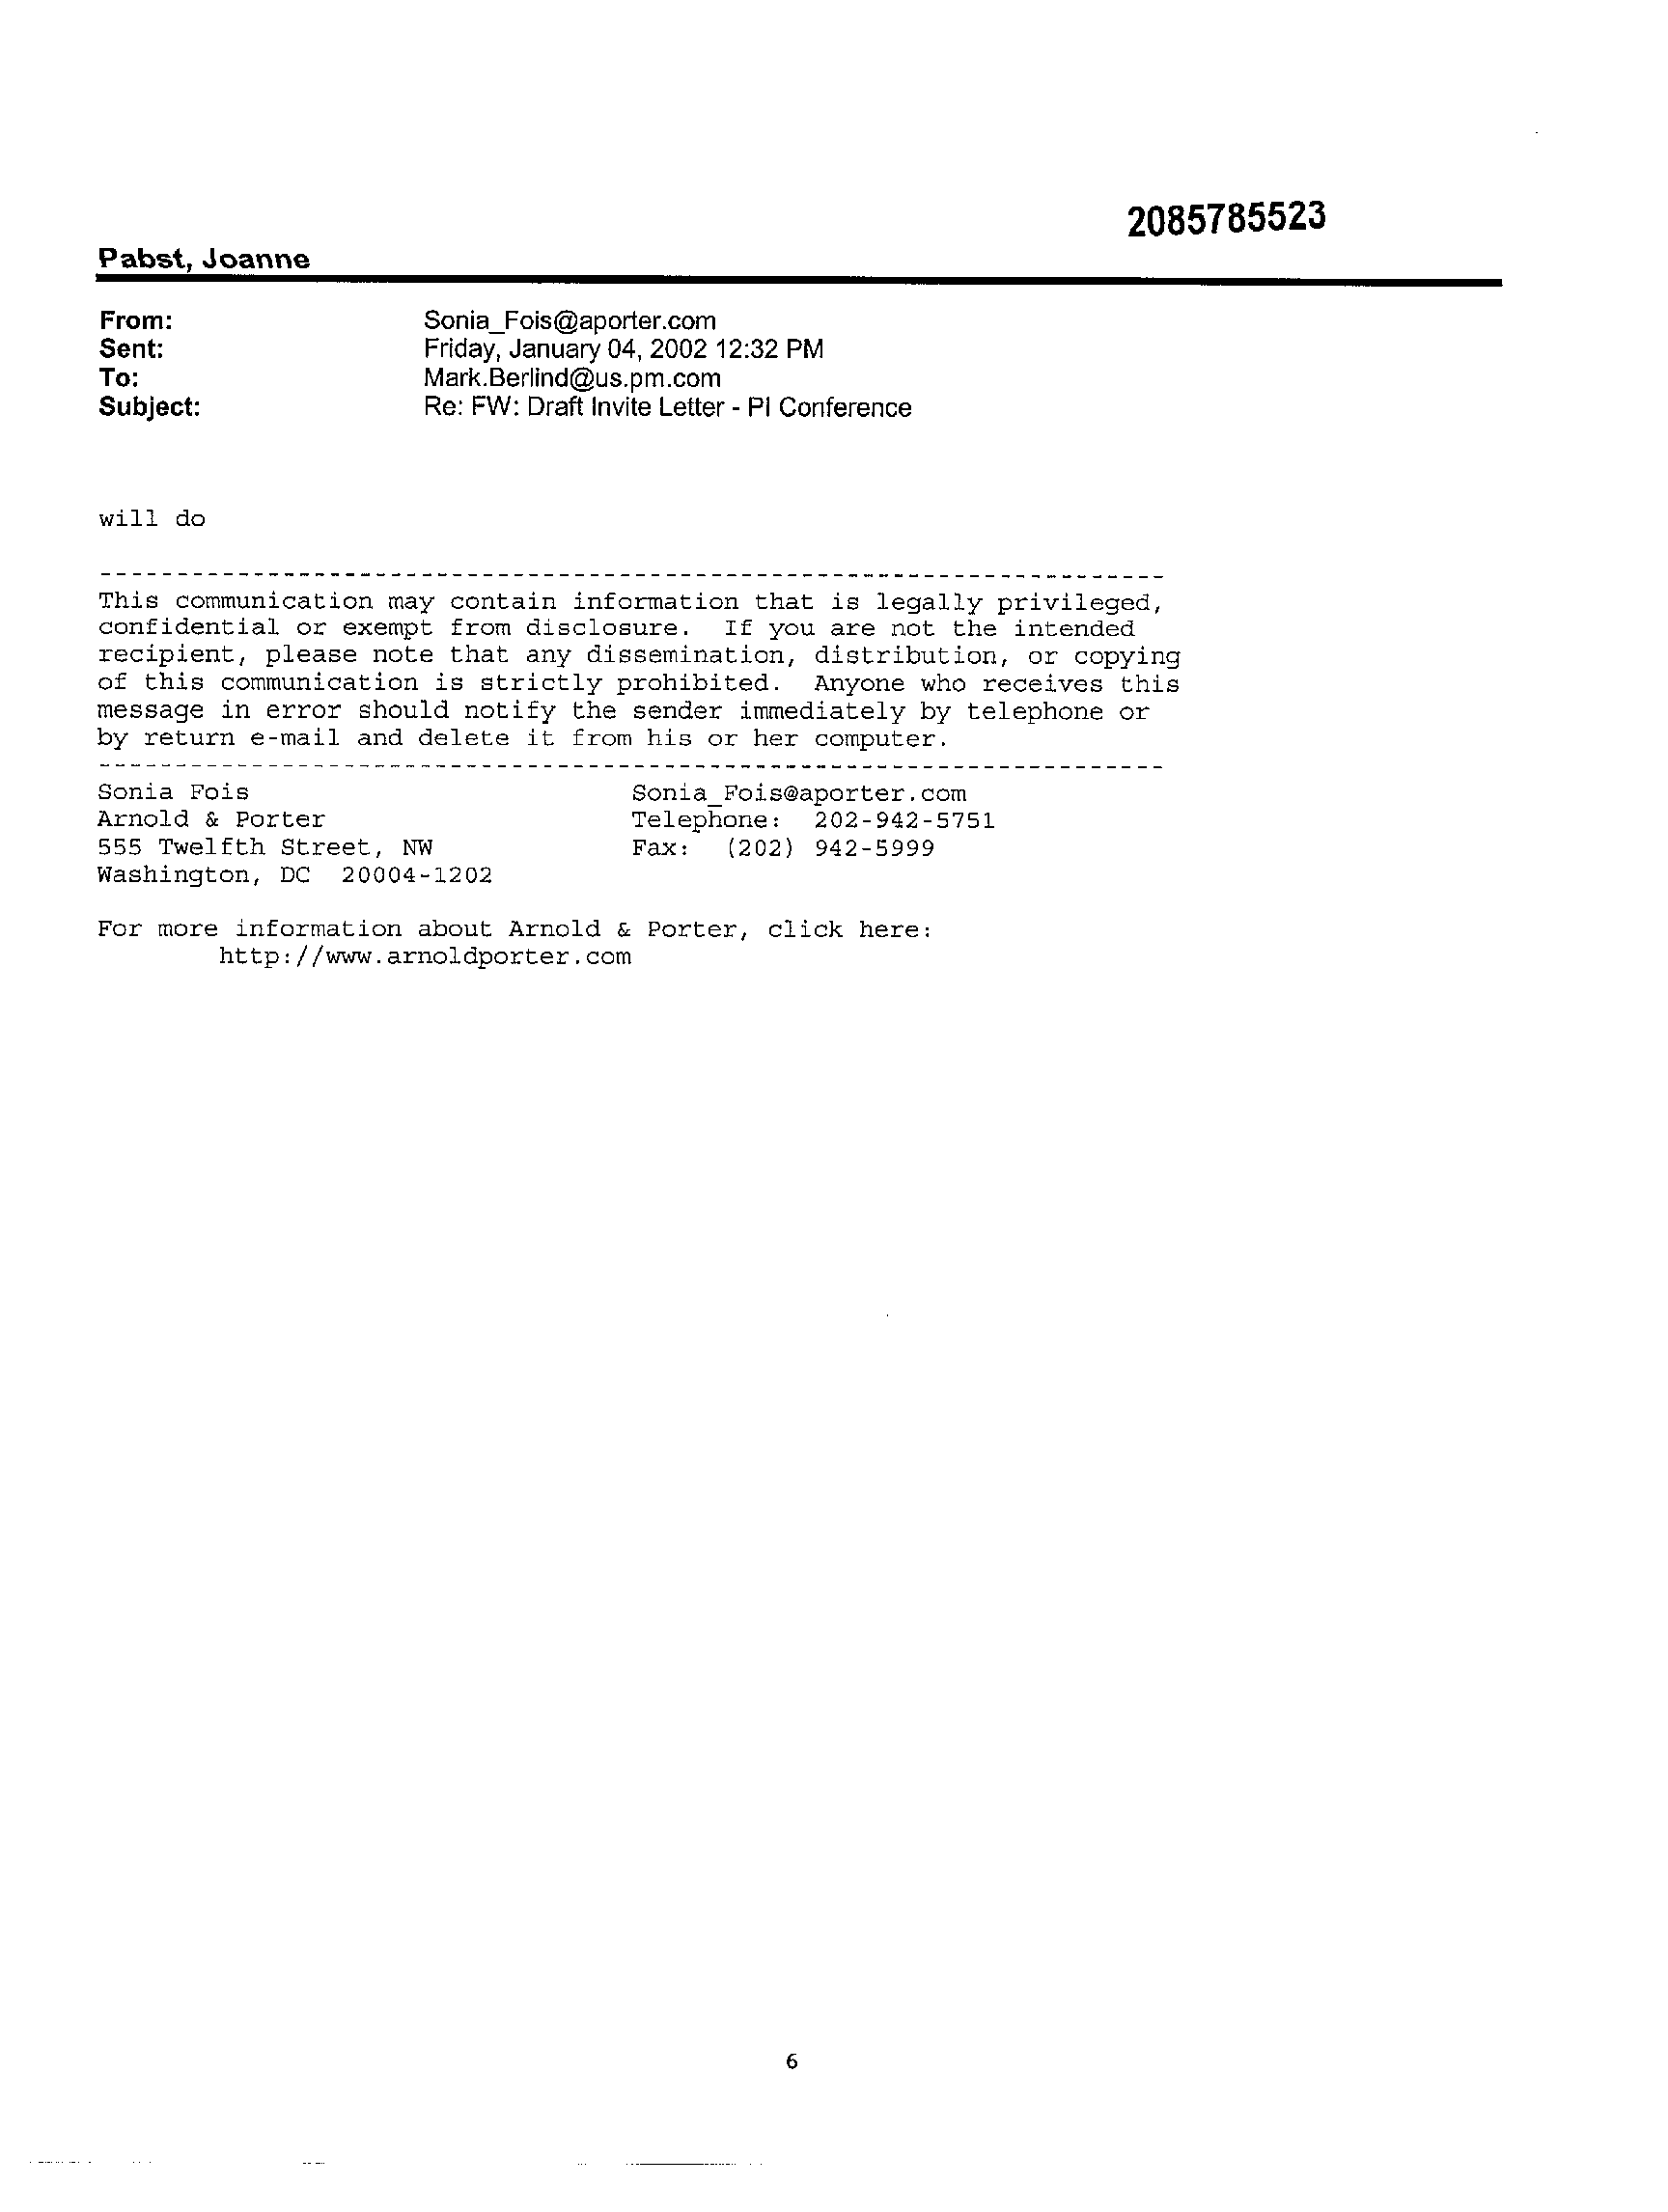 2085785523
Pabst, Joanne
From: Sonia_Fois@aporter.com
Sent: Friday, January 04, 2002 12:32 PM
To: Mark.Berlind@us.pm.com
Subject: Re: FW: Draft Invite Letter - PI Conference
will do
----------------------------------------------------------------------
This communication may contain information that is legally privileged,
confidential or exempt from disclosure.  If you are not the intended
recipient, please note that any dissemination, distribution, or copying
of this communication is strictly prohibited.  Anyone who receives this
message in error should notify the sender immediately by telephone or
by return e-mail and delete it from his or her computer.
----------------------------------------------------------------------
Sonia Fois Sonia_Fois@aporter.com
Arnold & Porter Telephone:  202-942-5751
555 Twelfth Street, NW Fax:  (202) 942-5999
Washington, DC  20004-1202
For more information about Arnold & Porter, click here:
http://www.arnoldporter.com
6